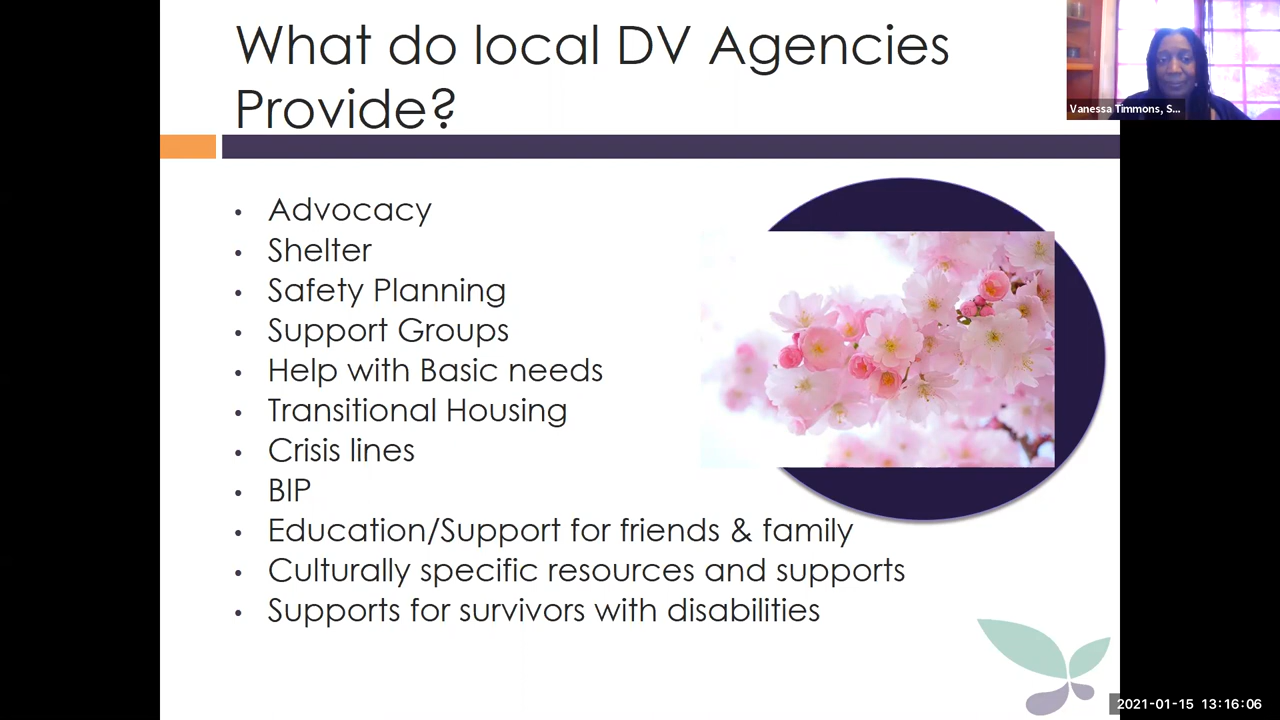 What do local DV Agencies
Provide?
Vanessa Timmons, S...
• Advocacy
• Shelter
• Safety Planning
• Support Groups
• Help with Basic needs
• Transitional Housing
• Crisis lines
• BIP
• Education/Support for friends & family
• Culturally specific resources and supports
• Supports for survivors with disabilities
2021-01-15 13:16:06